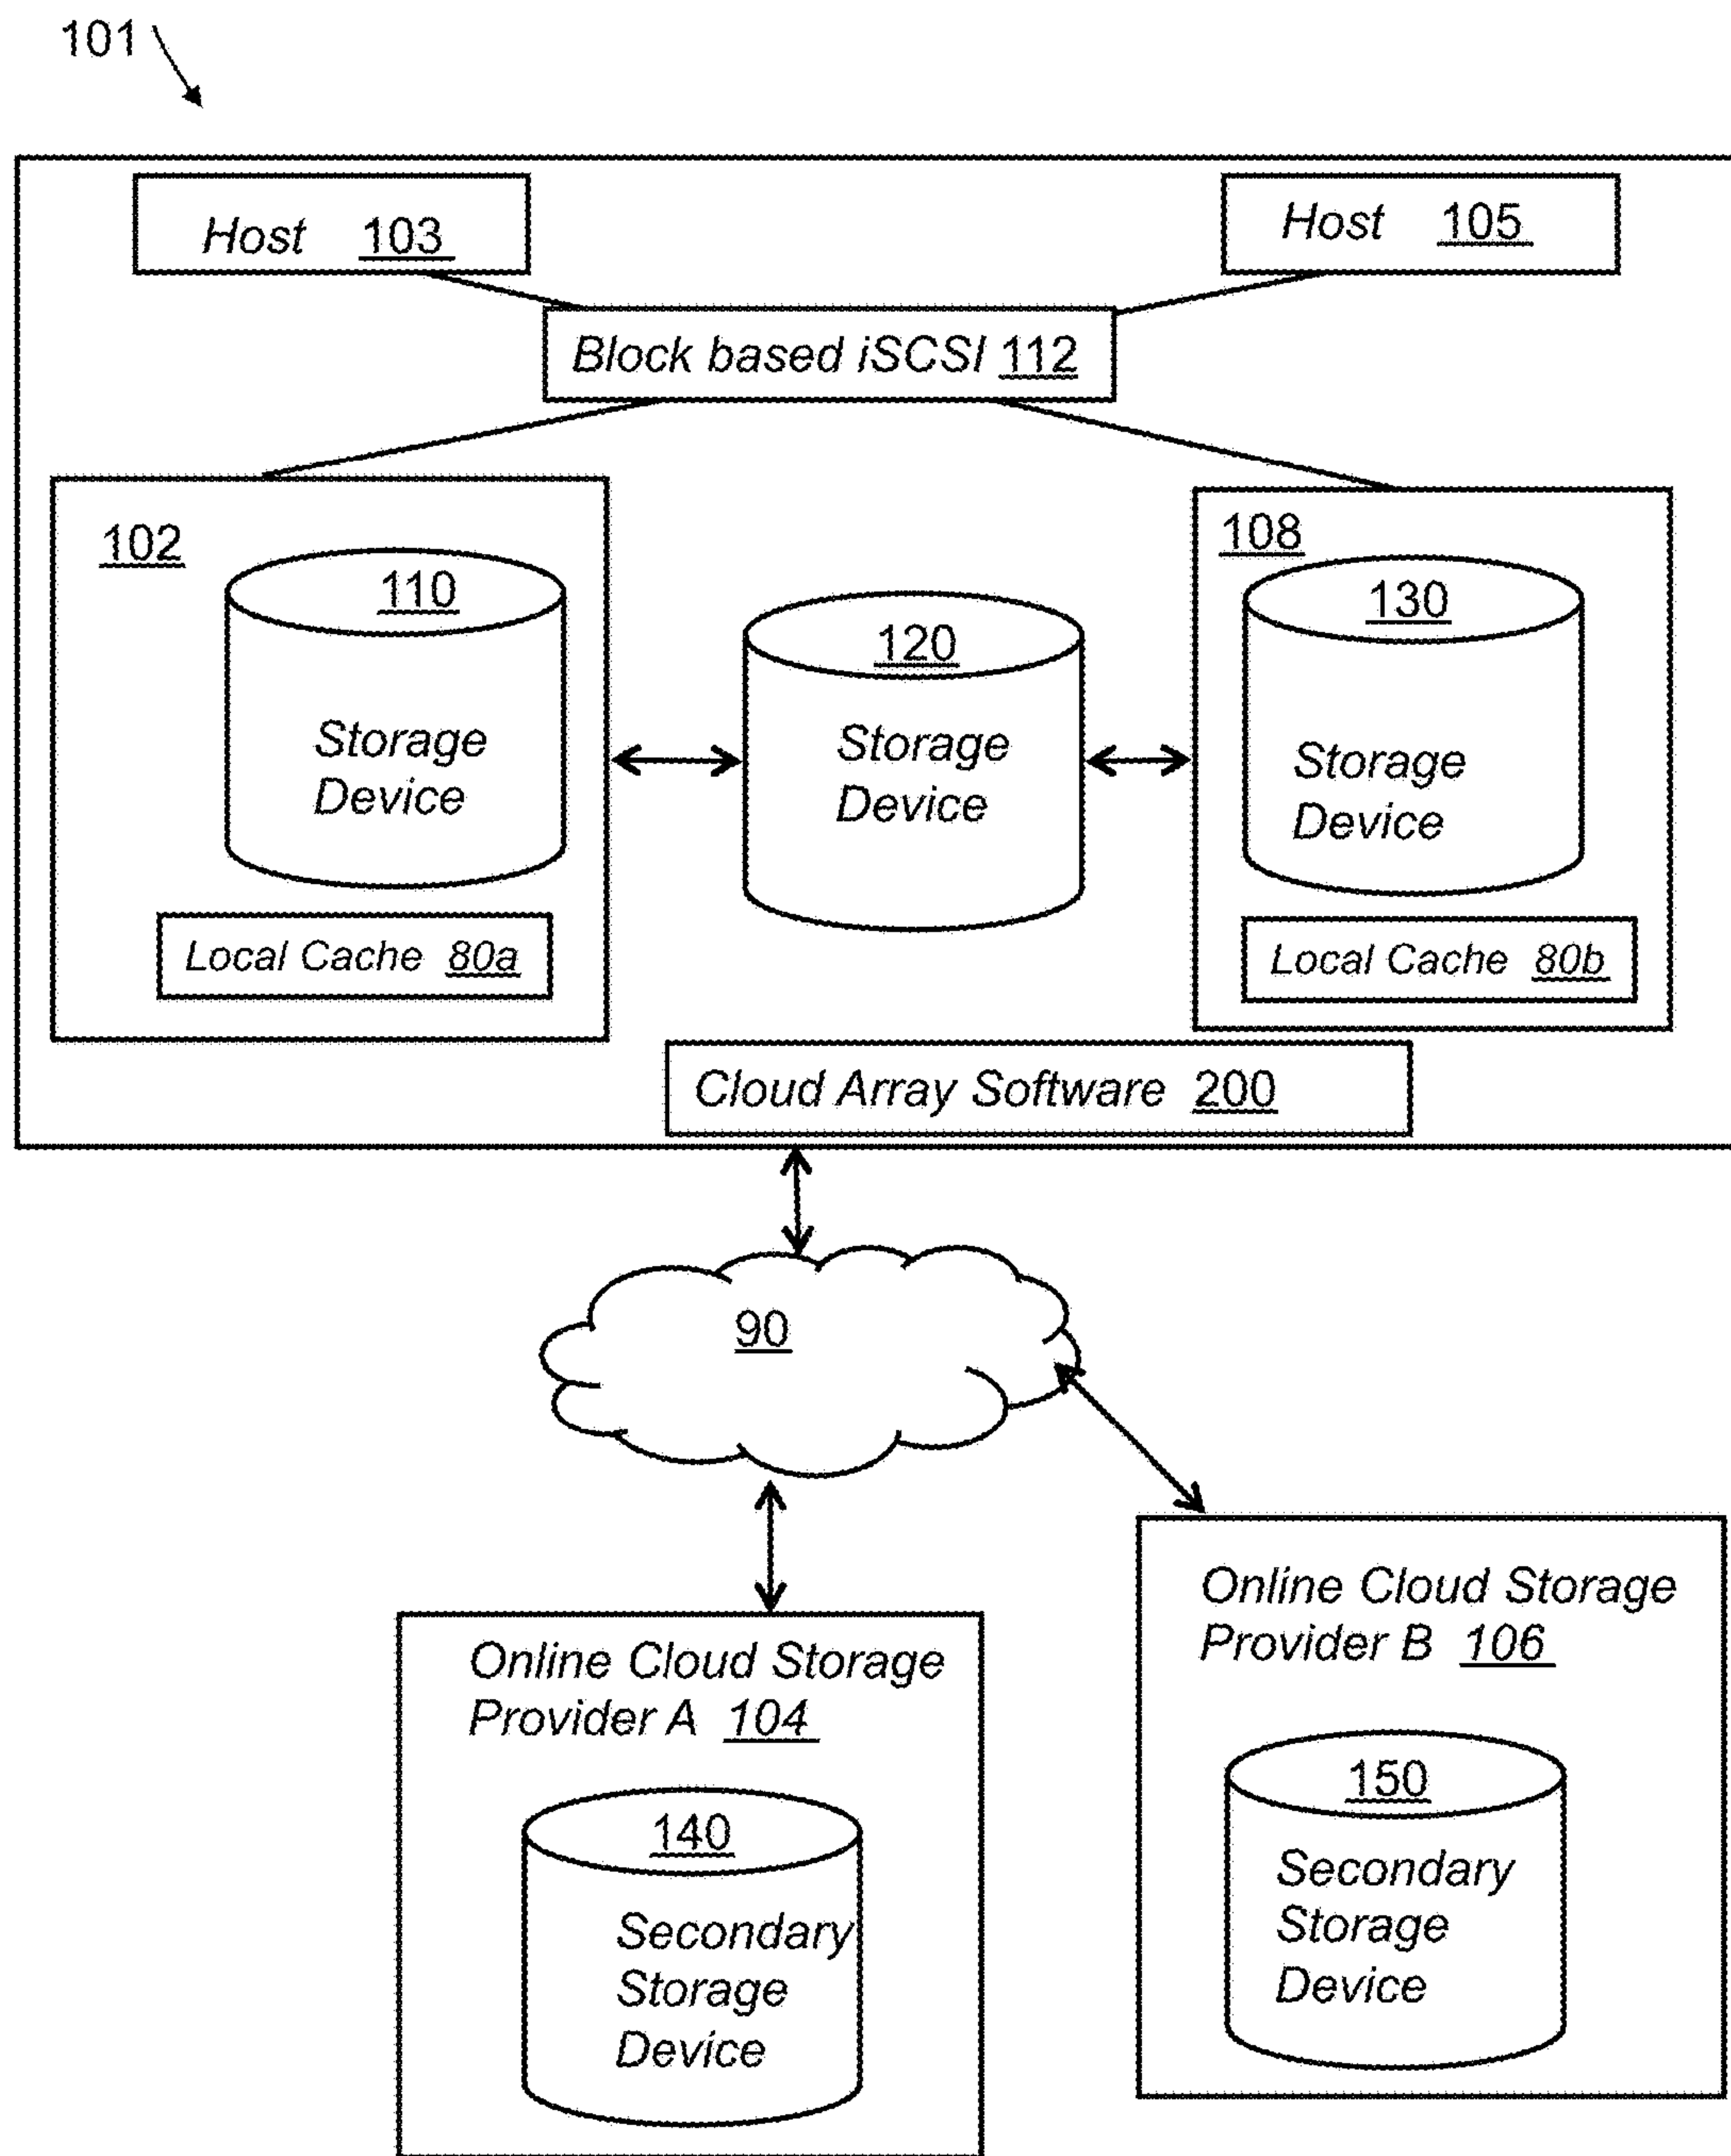 101
Host 103
Host 105
Block based iSCSI 112
102
110
Storage
Device
Local Cache 80a
120
Storage
Device
108
130
Storage
Device
Local Cache 80b
Cloud Array Software 200
90
Online Cloud Storage
Provider A 104
140
Secondary
Storage
Device
Online Cloud Storage
Provider B 106
150
Secondary
Storage
Device